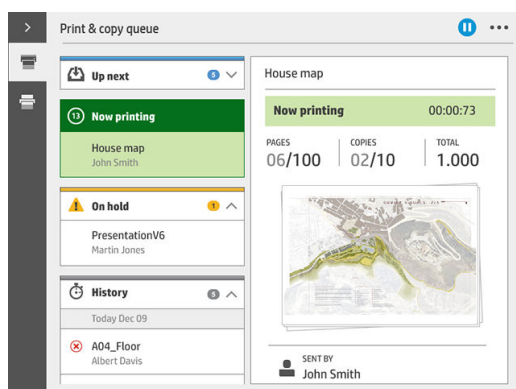 Print & copy queue
Up next
5
13
Now printing
House map
John Smith
On hold
1
PresentationV6
Martin Jones
History
5
Today Dec 09
A04_Floor
Albert Davis
House map
Now printing 00:00:73
PAGES COPIES TOTAL
06/100 02/10 1.000
SENT BY
John Smith